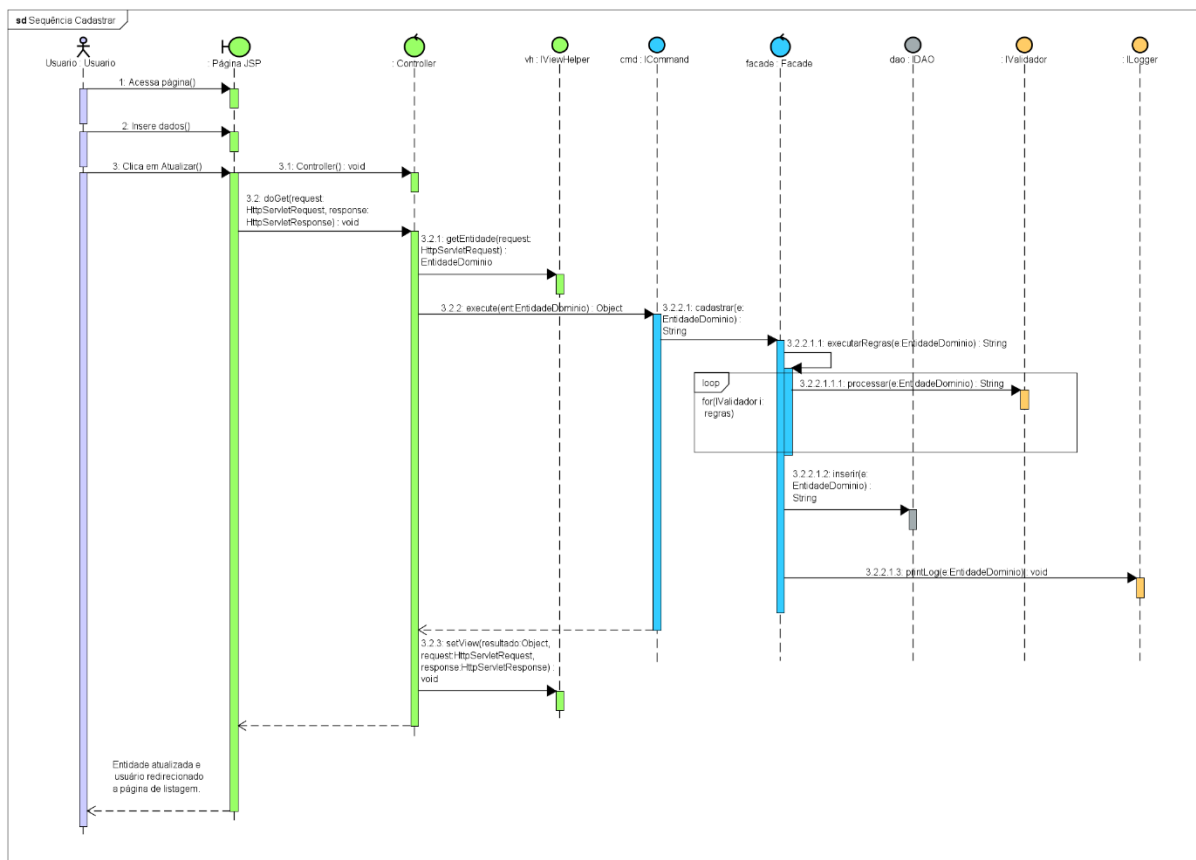 sd Sequência Cadastrar
Usuario : Usuario
: Página JSP
: Controller
vh : IViewHelper
cmd : ICommand
facade : Facade
dao : IDAO
: IValidador
: ILogger
1: Acessa página()
2: Insere dados()
3: Clica em Atualizar()
3.1: Controller() : void
3.2: doGet(request:
HttpServletRequest, response:
HttpServletResponse) : void
3.2.1: getEntidade(request:
HttpServletRequest) :
EntidadeDominio
3.2.2: execute(ent:EntidadeDominio) : Object
3.2.2.1: cadastrar(e:
EntidadeDominio) :
String
3.2.2.1.1: executarRegras(e:EntidadeDominio) : String
loop
for(IValidador i:
regras)
3.2.2.1.1.1: processar(e:EntidadeDominio) : String
3.2.2.1.2: inserir(e:
EntidadeDominio) :
String
3.2.2.1.3: printLog(e:EntidadeDominio) : void
3.2.3: setView(resultado:Object,
request:HttpServletRequest,
response:HttpServletResponse) :
void
Entidade atualizada e
usuário redirecionado
a página de listagem.